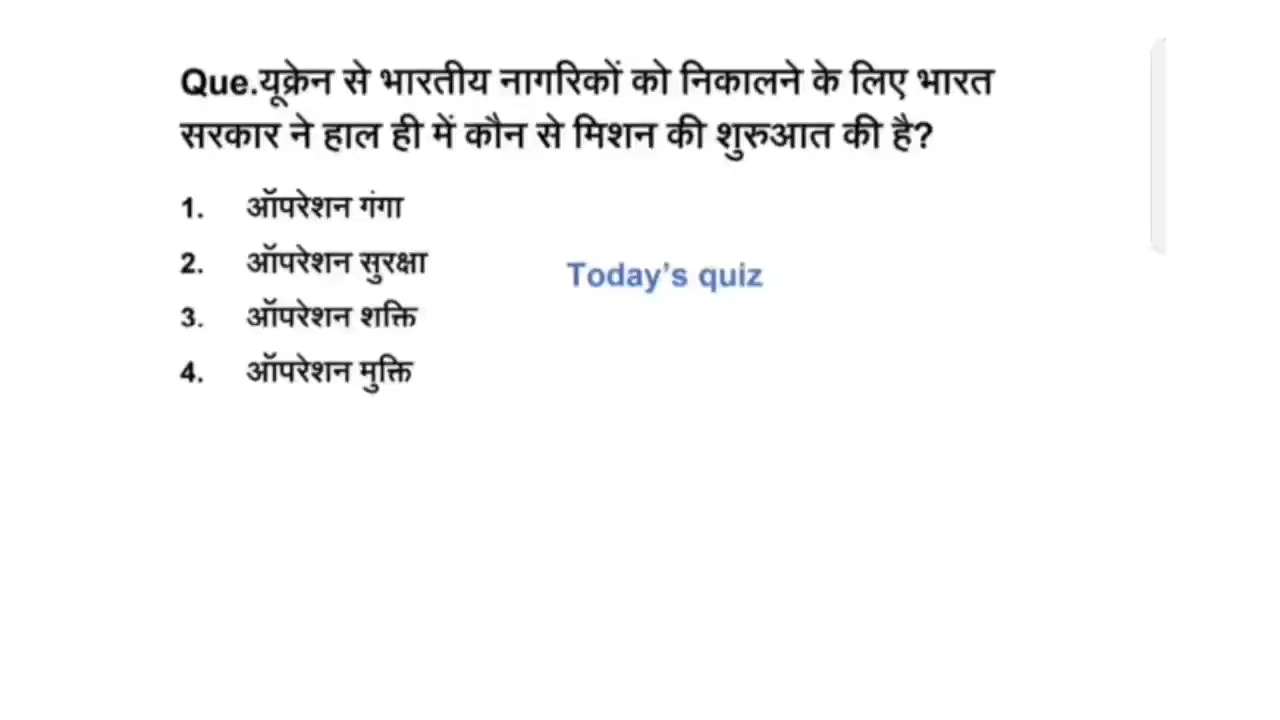 Que.यूक्रेन से भारतीय नागरिकों को निकालने के लिए भारत
सरकार ने हाल ही में कौन से मिशन की शुरुआत की है?
1. ऑपरेशन गंगा
2. ऑपरेशन सुरक्षा
Today's quiz
3. ऑपरेशन शक्ति
4. ऑपरेशन मुक्ति